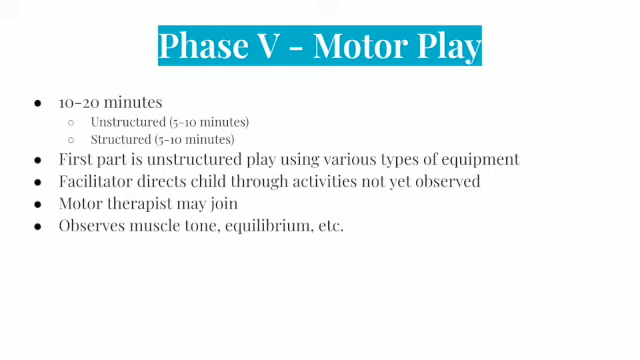 Phase V - Motor Play
● 10-20 minutes
○ Unstructured (5-10 minutes)
○ Structured (5-10 minutes)
● First part is unstructured play using various types of equipment
● Facilitator directs child through activities not yet observed
● Motor therapist may join
● Observes muscle tone, equilibrium, etc.